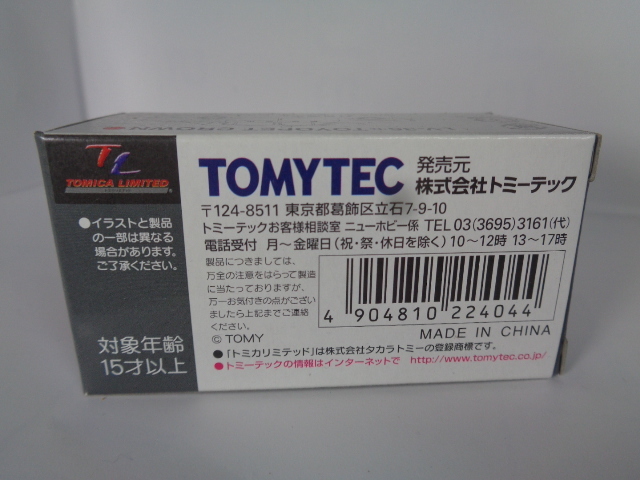 TL
TOMICA LIMITED
●イラストと製品
の一部は異なる
場合があります。
ご了承ください。
対象年齢
15才以上
TOMYTEC 発売元 株式会社トミーテック
〒124-8511 東京都葛飾区立石7-9-10
トミーテックお客様相談室 ニューホビー係 TEL 03(3695)3161(代)
電話受付 月～金曜日(祝・祭・休日を除く)10～12時 13～17時
製品につきましては、
万全の注意をはらって製造
に当たっておりますが、
万一お気付きの点がござい
ましたら上記までご連絡
ください。
© TOMY
4 904810 224044
MADE IN CHINA
●「トミカリミテッド」は株式会社タカラトミーの登録商標です。
●トミーテックの情報はインターネットで http://www.tomytec.co.jp/